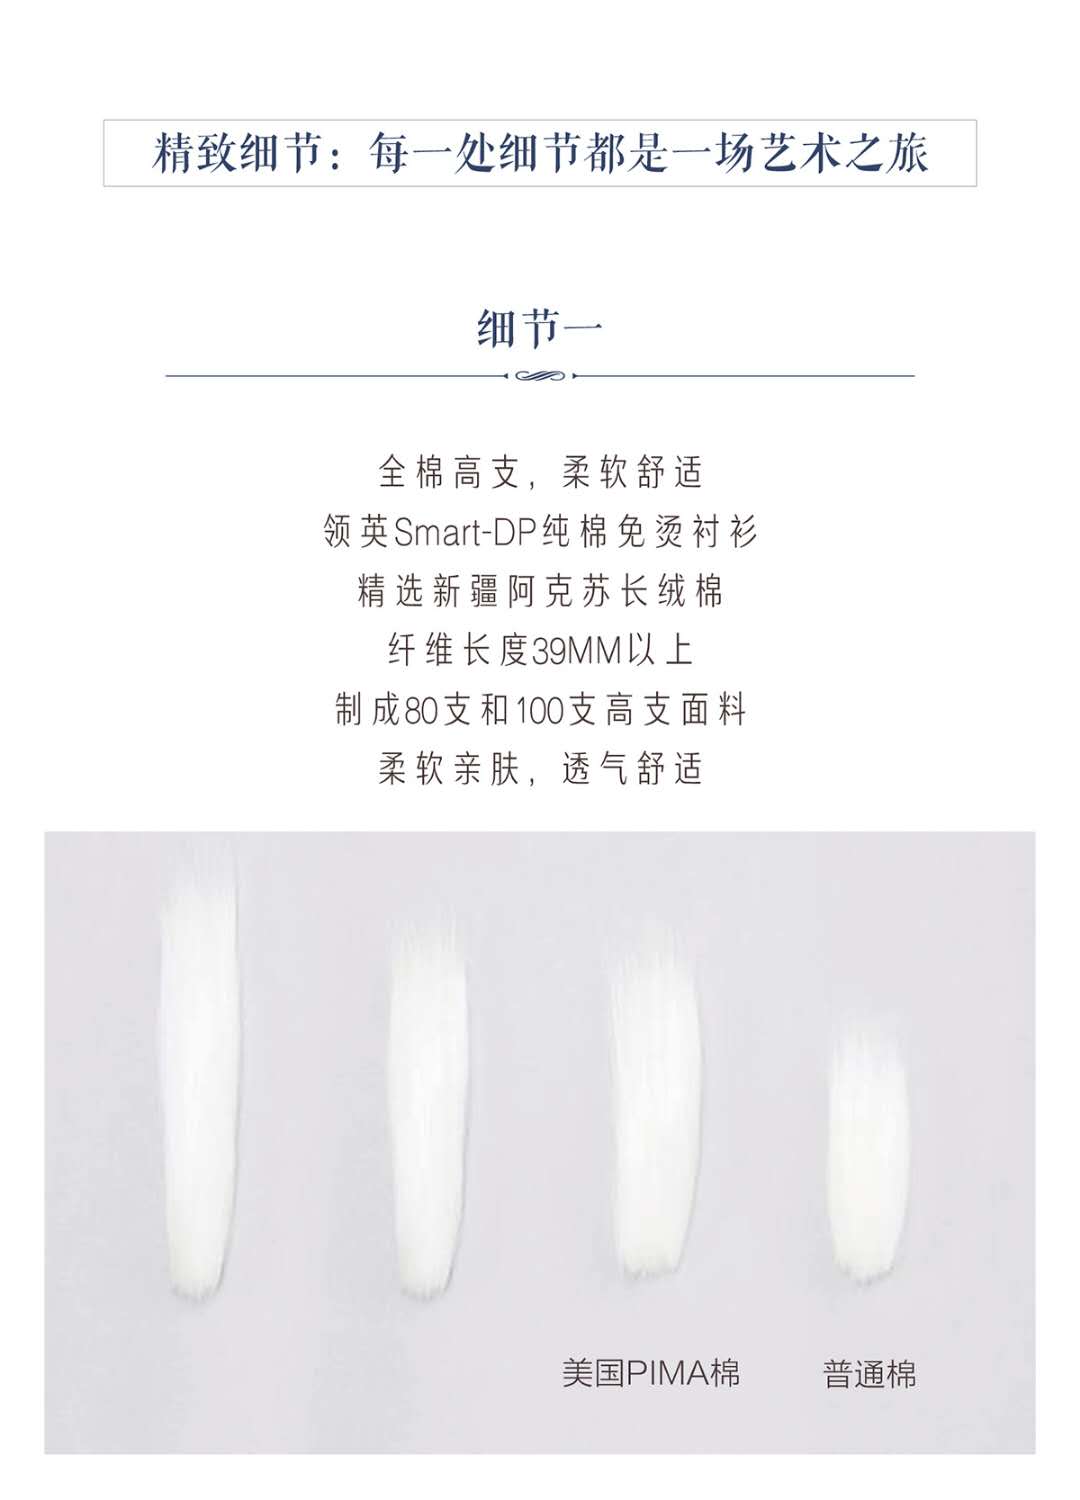 精致细节：每一处细节都是一场艺术之旅
细节一
全棉高支，柔软舒适
领英Smart-DP纯棉免烫衬衫
精选新疆阿克苏长绒棉
纤维长度39MM以上
制成80支和100支高支面料
柔软亲肤，透气舒适
美国PIMA棉 普通棉